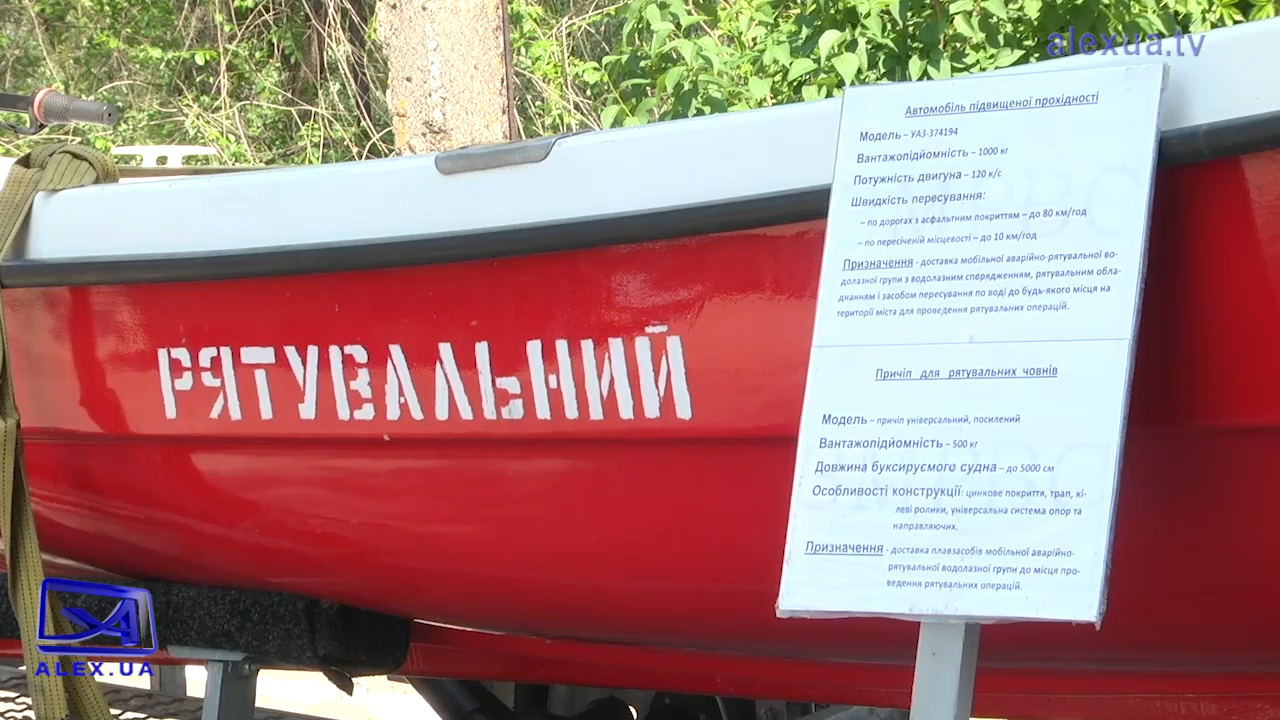 alexua.tv
Автомобіль підвищеної прохідності
Модель – УАЗ-374194
Вантажопідйомність – 1000 кг
Потужність двигуна – 120 к/с
Швидкість пересування:
– по дорогах з асфальтним покриттям – до 80 км/год
– по пересіченій місцевості – до 10 км/год
Призначення - доставка мобільної аварійно-рятувальної во-
долазної групи з водолазним спорядженням, рятувальним обла-
днанням і засобом пересування по воді до будь-якого місця на
території міста для проведення рятувальних операцій.
РЯТУВАЛЬНИЙ
Причіп для рятувальних човнів
Модель – причіп універсальний, посилений
Вантажопідйомність – 500 кг
Довжина буксируємого судна – до 5000 см
Особливості конструкції: цинкове покриття, трап, кі-
леві ролики, універсальна система опор та
направляючих.
Призначення - доставка плавзасобів мобільної аварійно-
рятувальної водолазної групи до місця про-
ведення рятувальних операцій.
ALEX.UA